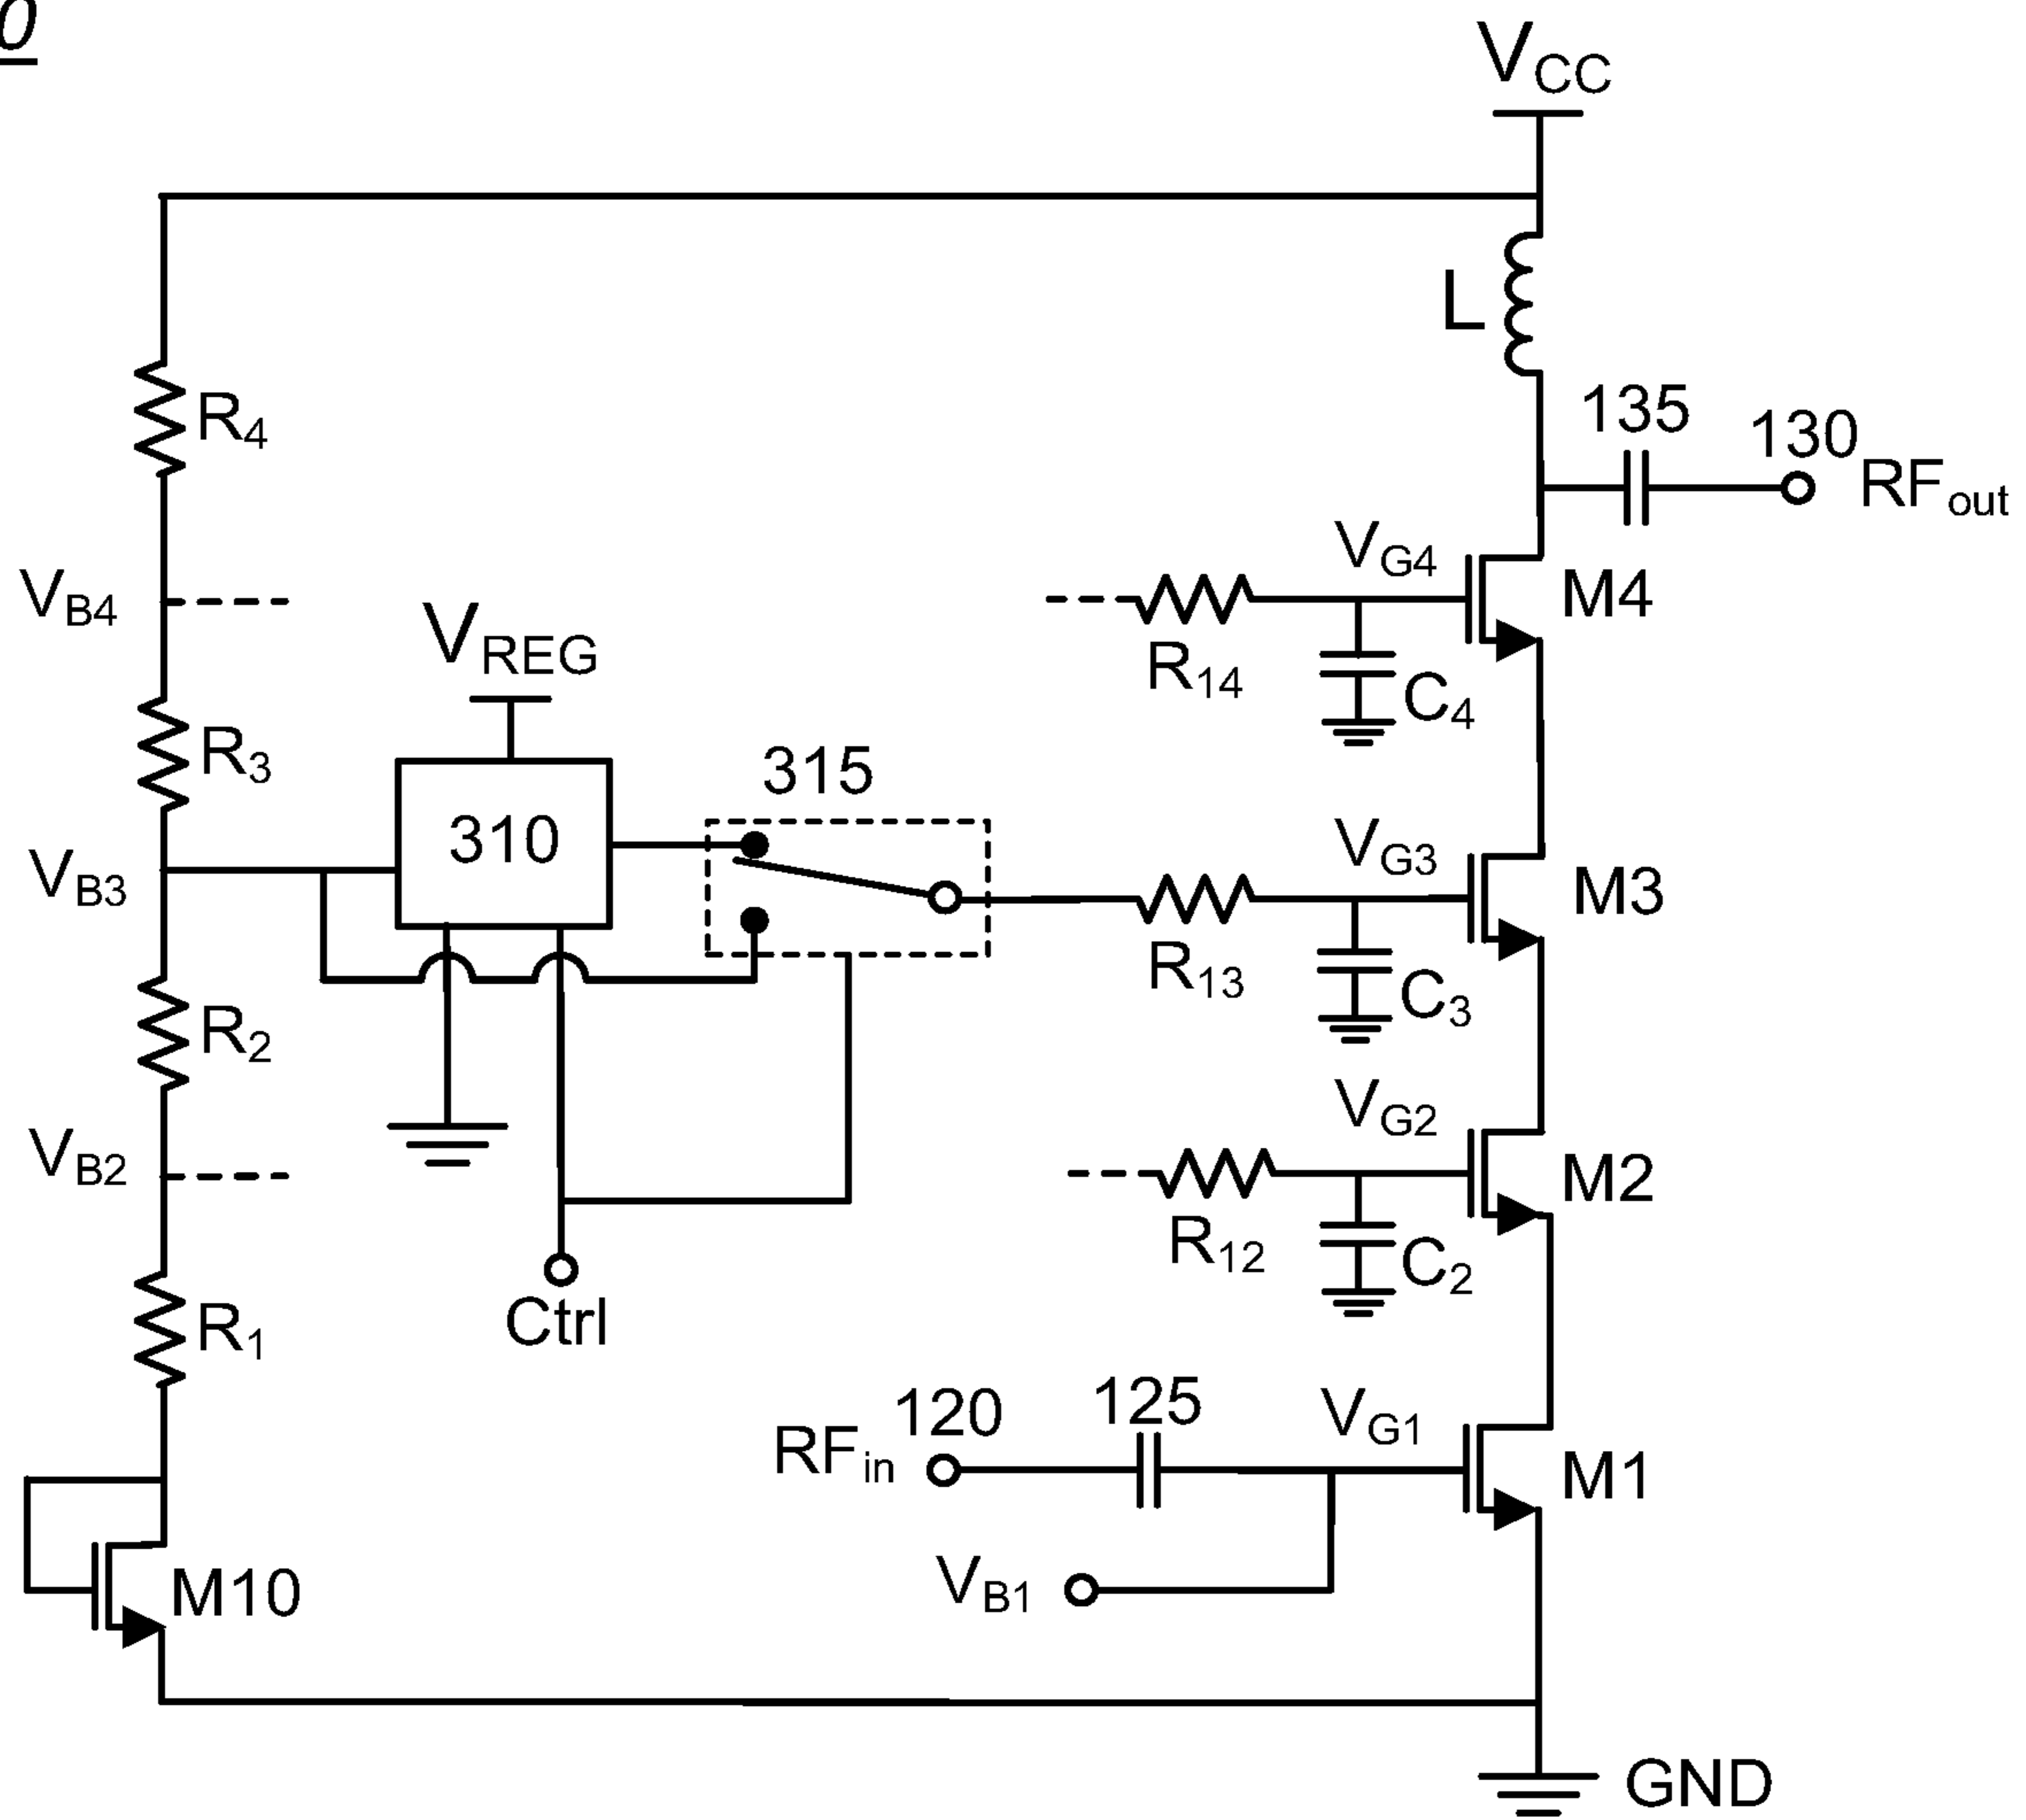 0
VCC
L
135
130
RFout
R4
VG4
M4
VB4
VREG
R14
C4
R3
315
310
VG3
M3
VB3
R13
C3
R2
VG2
M2
VB2
R12
C2
R1
Ctrl
120
125
VG1
RFin
M1
VB1
M10
GND